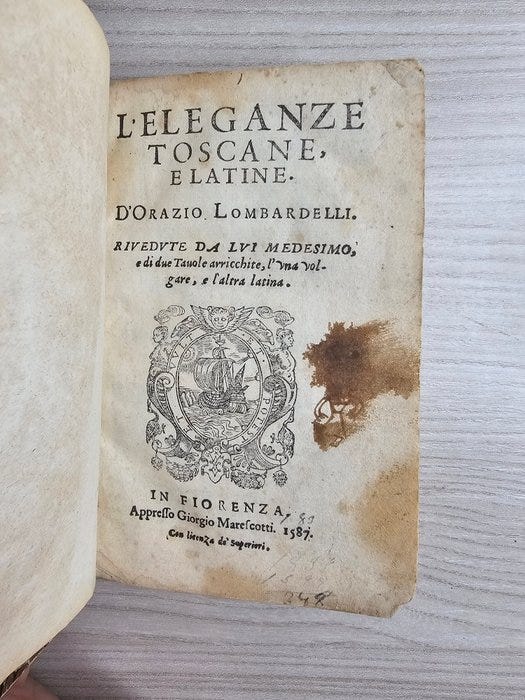 L'ELEGANZE
TOSCANE,
E LATINE.
D'ORAZIO LOMBARDELLI.
RIVEDVTE DA LVI MEDESIMO,
e di due Tauole arricchite, l'vna vol-
gare, e l'altra latina.
IN FIORENZA,
Appresso Giorgio Marescotti. 1587.
Con licenza de' Superiori.